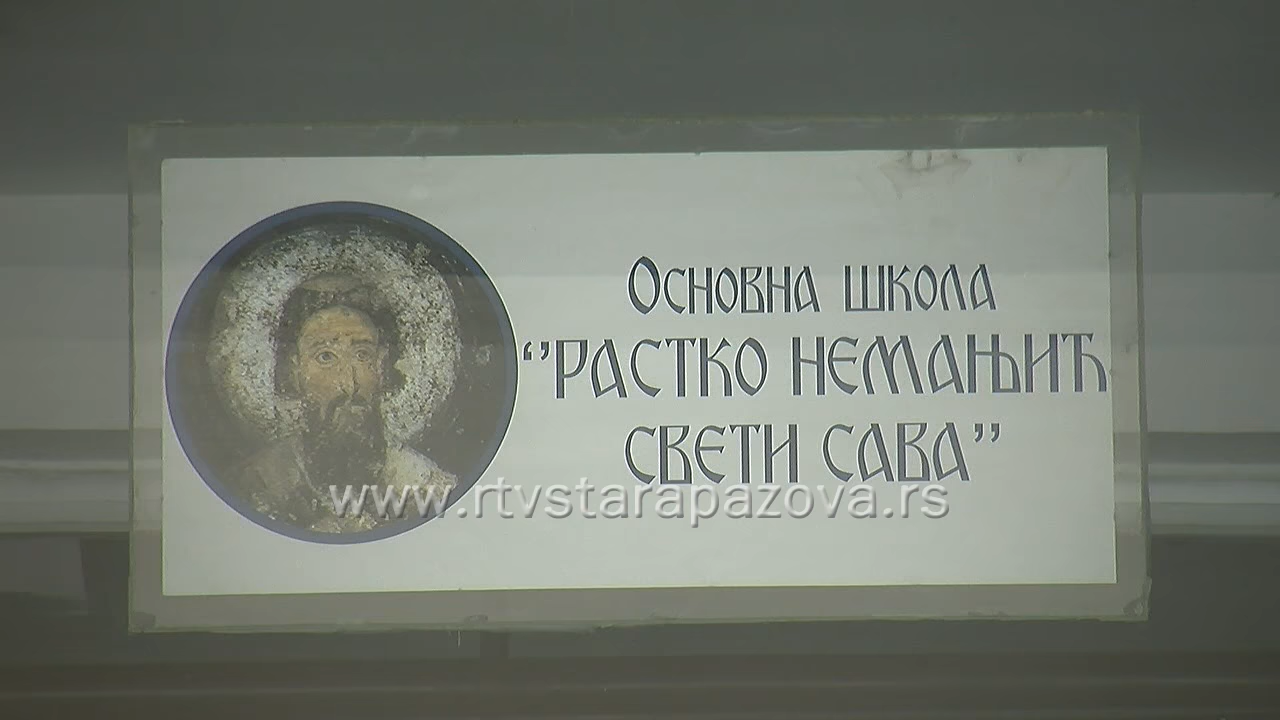 Основна школа
‘’РАСТКО НЕМАЊИЋ
СВЕТИ САВА’’
www.rtvstarapazova.rs